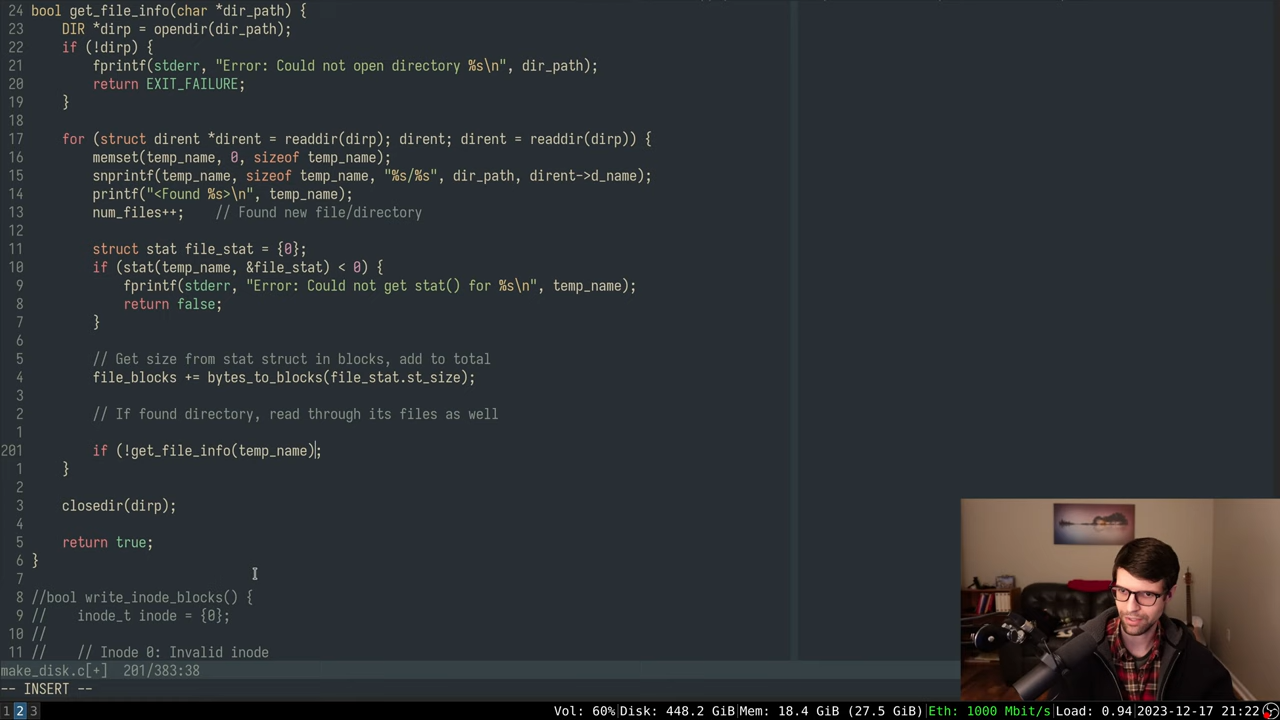 24 bool get_file_info(char *dir_path) {
23     DIR *dirp = opendir(dir_path);
22     if (!dirp) {
21         fprintf(stderr, "Error: Could not open directory %s\n", dir_path);
20         return EXIT_FAILURE;
19     }
18
17     for (struct dirent *dirent = readdir(dirp); dirent; dirent = readdir(dirp)) {
16         memset(temp_name, 0, sizeof temp_name);
15         snprintf(temp_name, sizeof temp_name, "%s/%s", dir_path, dirent->d_name);
14         printf("<Found %s>\n", temp_name);
13         num_files++;    // Found new file/directory
12
11         struct stat file_stat = {0};
10         if (stat(temp_name, &file_stat) < 0) {
9             fprintf(stderr, "Error: Could not get stat() for %s\n", temp_name);
8             return false;
7         }
6
5         // Get size from stat struct in blocks, add to total
4         file_blocks += bytes_to_blocks(file_stat.st_size);
3
2         // If found directory, read through its files as well
1
201         if (!get_file_info(temp_name);
1     }
2
3     closedir(dirp);
4
5     return true;
6 }
7
8 //bool write_inode_blocks() {
9 //    inode_t inode = {0};
10 //
11 //    // Inode 0: Invalid inode
make_disk.c[+]  201/383:38
-- INSERT --
1 2 3 Vol: 60% Disk: 448.2 GiB Mem: 18.4 GiB (27.5 GiB) Eth: 1000 Mbit/s Load: 0.94 2023-12-17 21:22